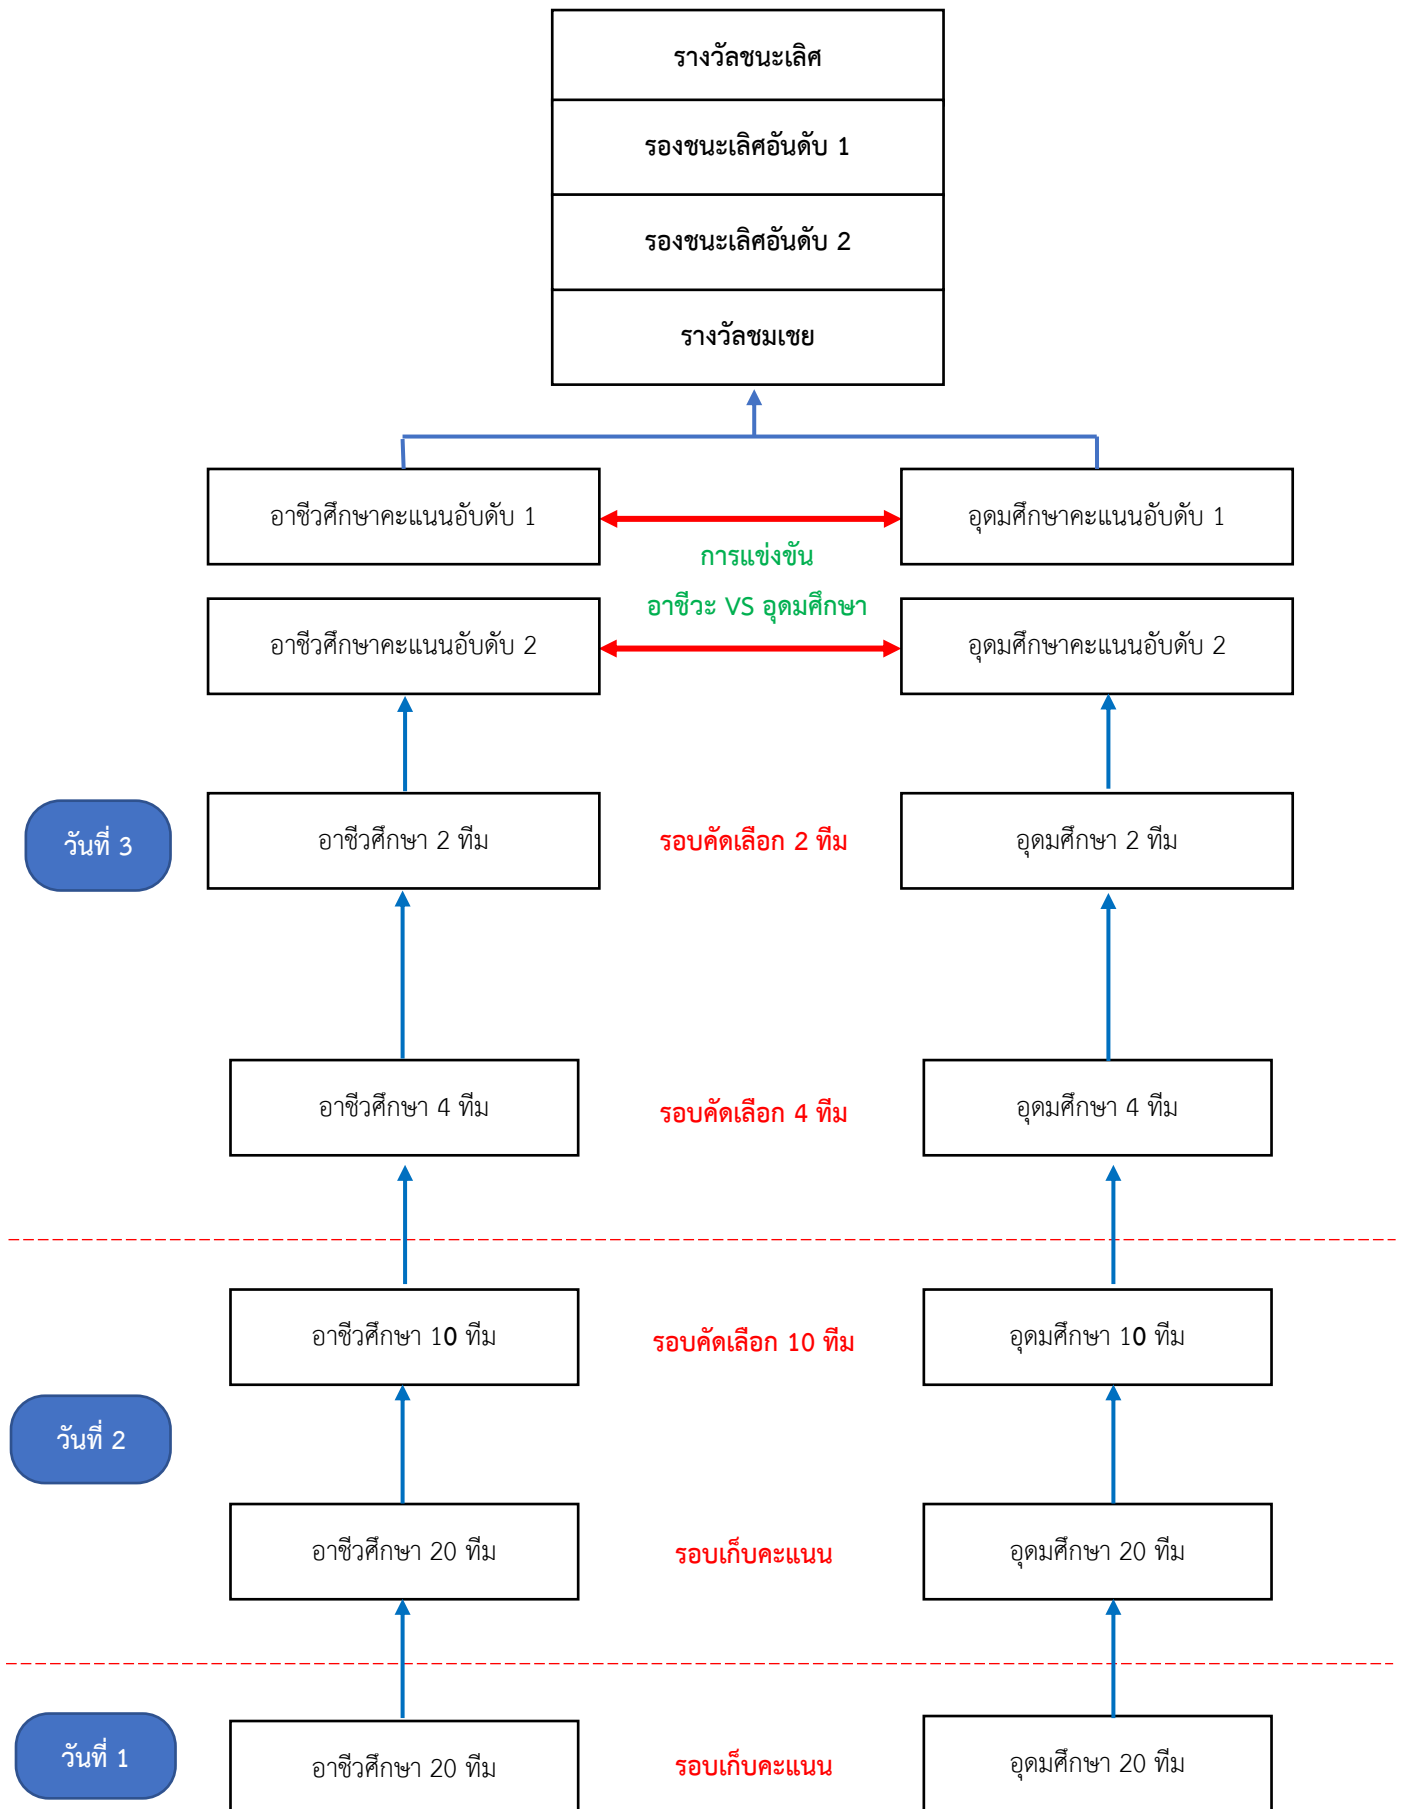 รางวัลชนะเลิศ
รองชนะเลิศอันดับ 1
รองชนะเลิศอันดับ 2
รางวัลชมเชย
อาชีวศึกษาคะแนนอับดับ 1
อุดมศึกษาคะแนนอับดับ 1
การแข่งขัน
อาชีวะ VS อุดมศึกษา
อาชีวศึกษาคะแนนอับดับ 2
อุดมศึกษาคะแนนอับดับ 2
วันที่ 3
อาชีวศึกษา 2 ทีม
รอบคัดเลือก 2 ทีม
อุดมศึกษา 2 ทีม
อาชีวศึกษา 4 ทีม
รอบคัดเลือก 4 ทีม
อุดมศึกษา 4 ทีม
อาชีวศึกษา 10 ทีม
รอบคัดเลือก 10 ทีม
อุดมศึกษา 10 ทีม
วันที่ 2
อาชีวศึกษา 20 ทีม
รอบเก็บคะแนน
อุดมศึกษา 20 ทีม
วันที่ 1
อาชีวศึกษา 20 ทีม
รอบเก็บคะแนน
อุดมศึกษา 20 ทีม